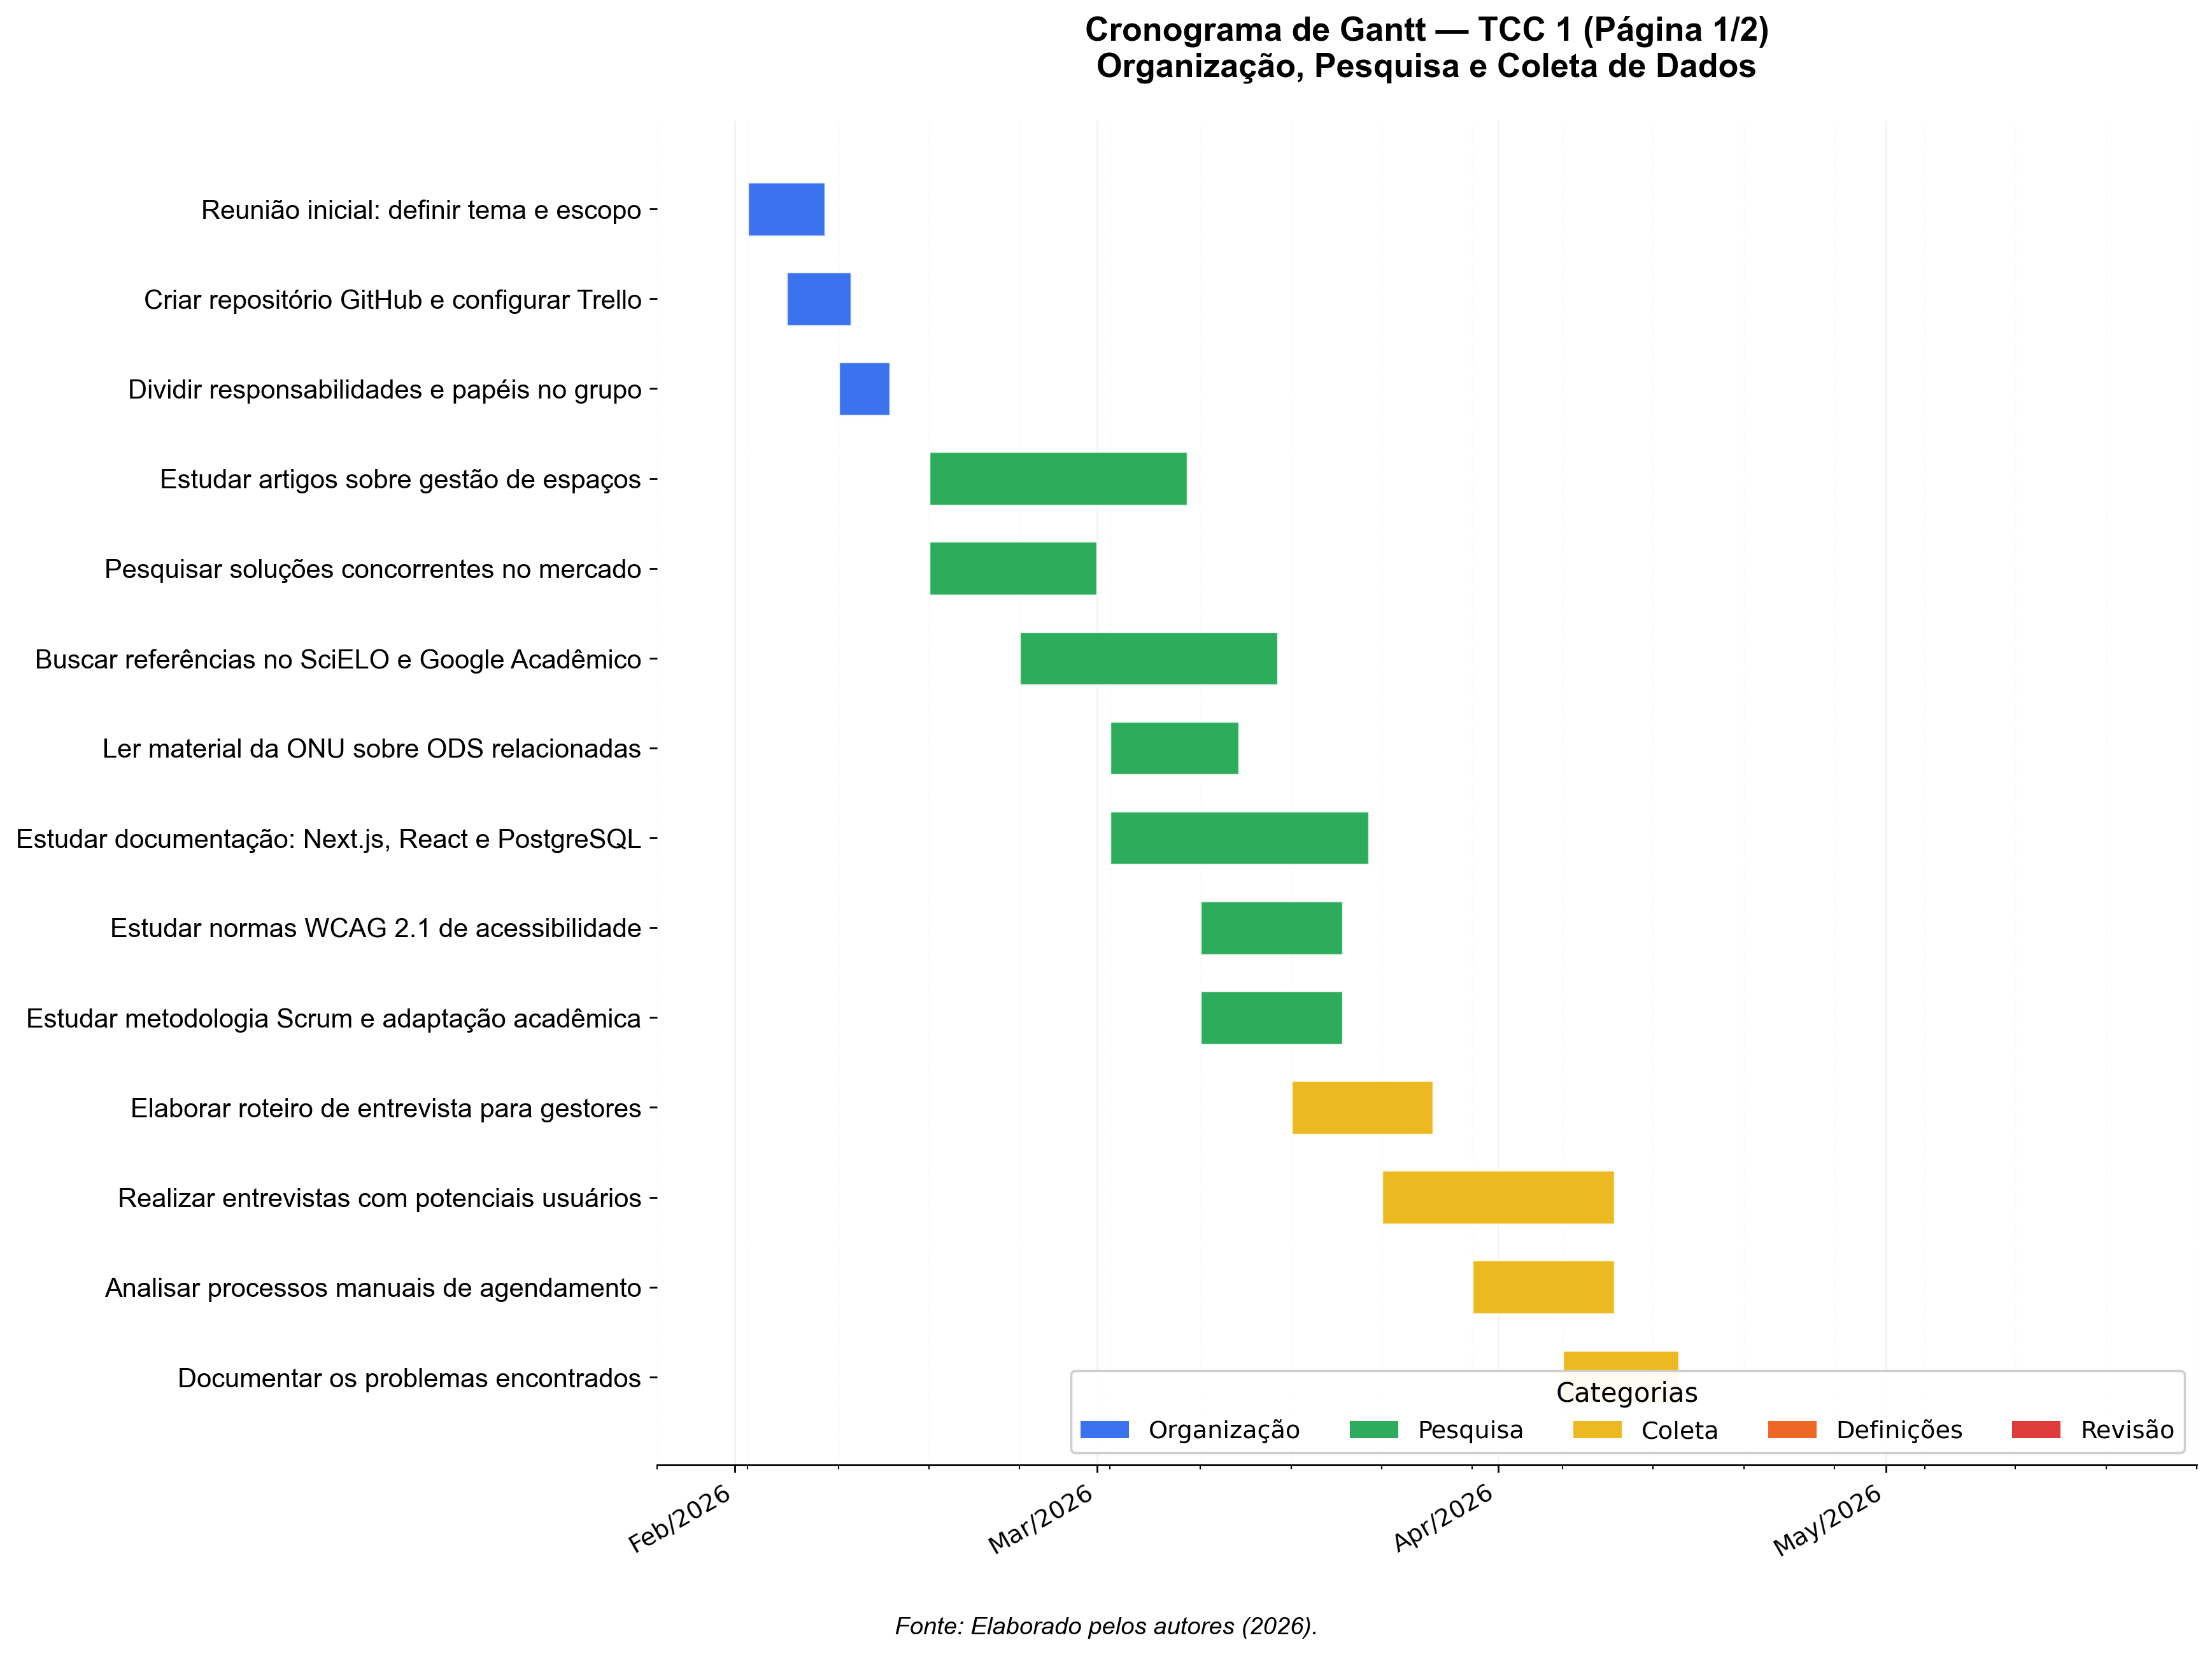 Cronograma de Gantt — TCC 1 (Página 1/2)
Organização, Pesquisa e Coleta de Dados
Reunião inicial: definir tema e escopo
Criar repositório GitHub e configurar Trello
Dividir responsabilidades e papéis no grupo
Estudar artigos sobre gestão de espaços
Pesquisar soluções concorrentes no mercado
Buscar referências no SciELO e Google Acadêmico
Ler material da ONU sobre ODS relacionadas
Estudar documentação: Next.js, React e PostgreSQL
Estudar normas WCAG 2.1 de acessibilidade
Estudar metodologia Scrum e adaptação acadêmica
Elaborar roteiro de entrevista para gestores
Realizar entrevistas com potenciais usuários
Analisar processos manuais de agendamento
Documentar os problemas encontrados
Categorias
Organização Pesquisa Coleta Definições Revisão
Feb/2026 Mar/2026 Apr/2026 May/2026
Fonte: Elaborado pelos autores (2026).